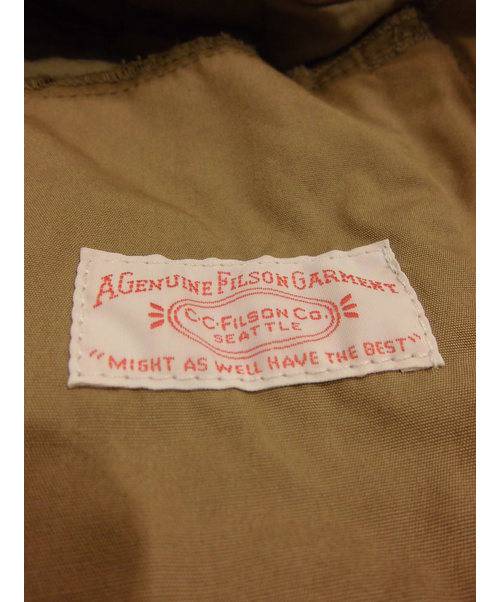 A GENUINE FILSON GARMENT
C.C. FILSON CO.
SEATTLE
"MIGHT AS WELL HAVE THE BEST"